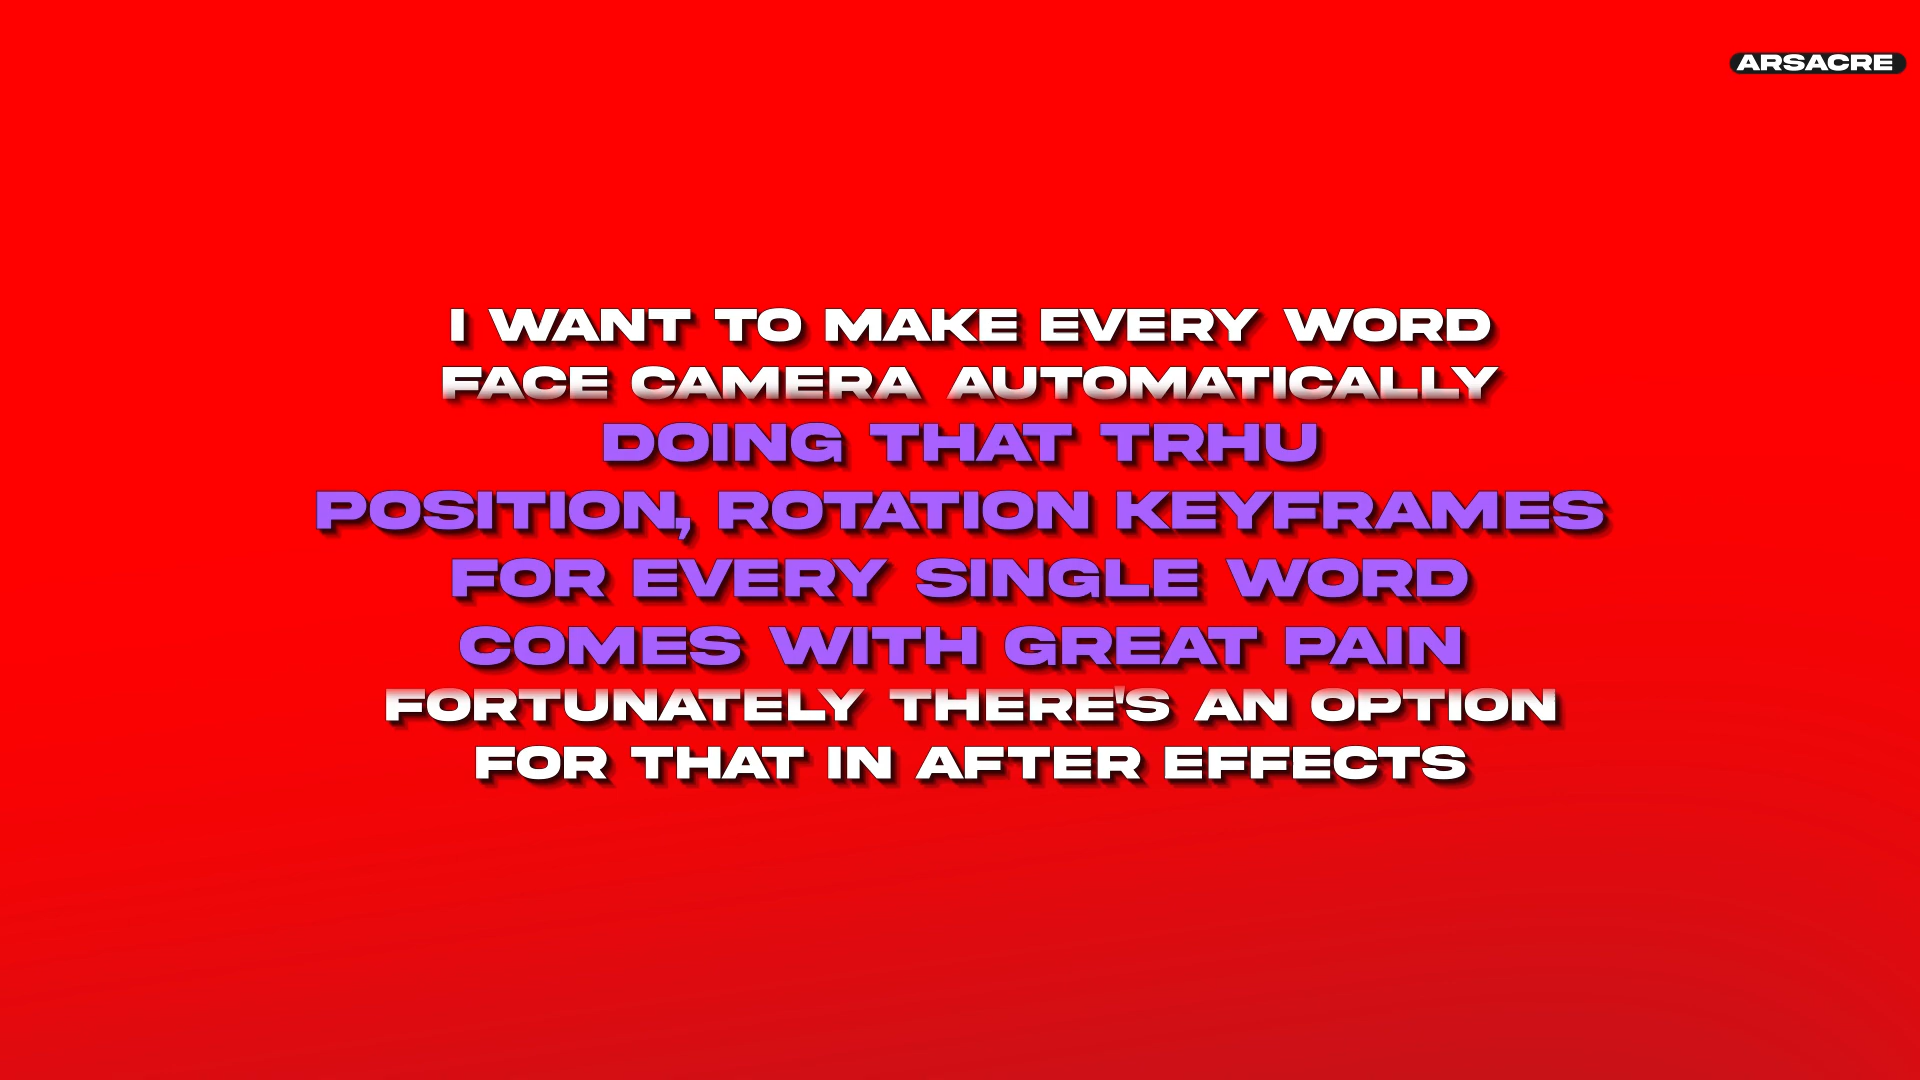 ARSACRE
I WANT TO MAKE EVERY WORD
FACE CAMERA AUTOMATICALLY
DOING THAT TRHU
POSITION, ROTATION KEYFRAMES
FOR EVERY SINGLE WORD
COMES WITH GREAT PAIN
FORTUNATELY THERE'S AN OPTION
FOR THAT IN AFTER EFFECTS